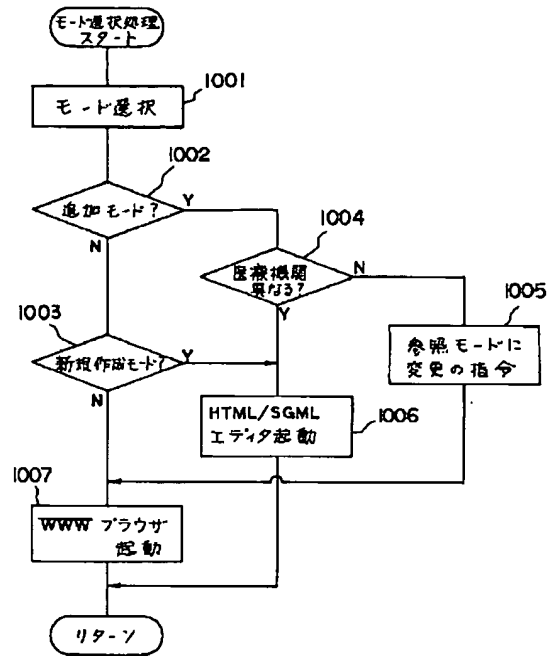 モード選択処理
スタート
1001
モード選択
1002
追加モード?
Y
N
1004
医療機関
異なる?
N
Y
1005
参照モードに
変更の指令
1003
新規作成モード?
Y
N
HTML/SGML
エディタ起動
1006
1007
WWW ブラウザ
起動
リターン